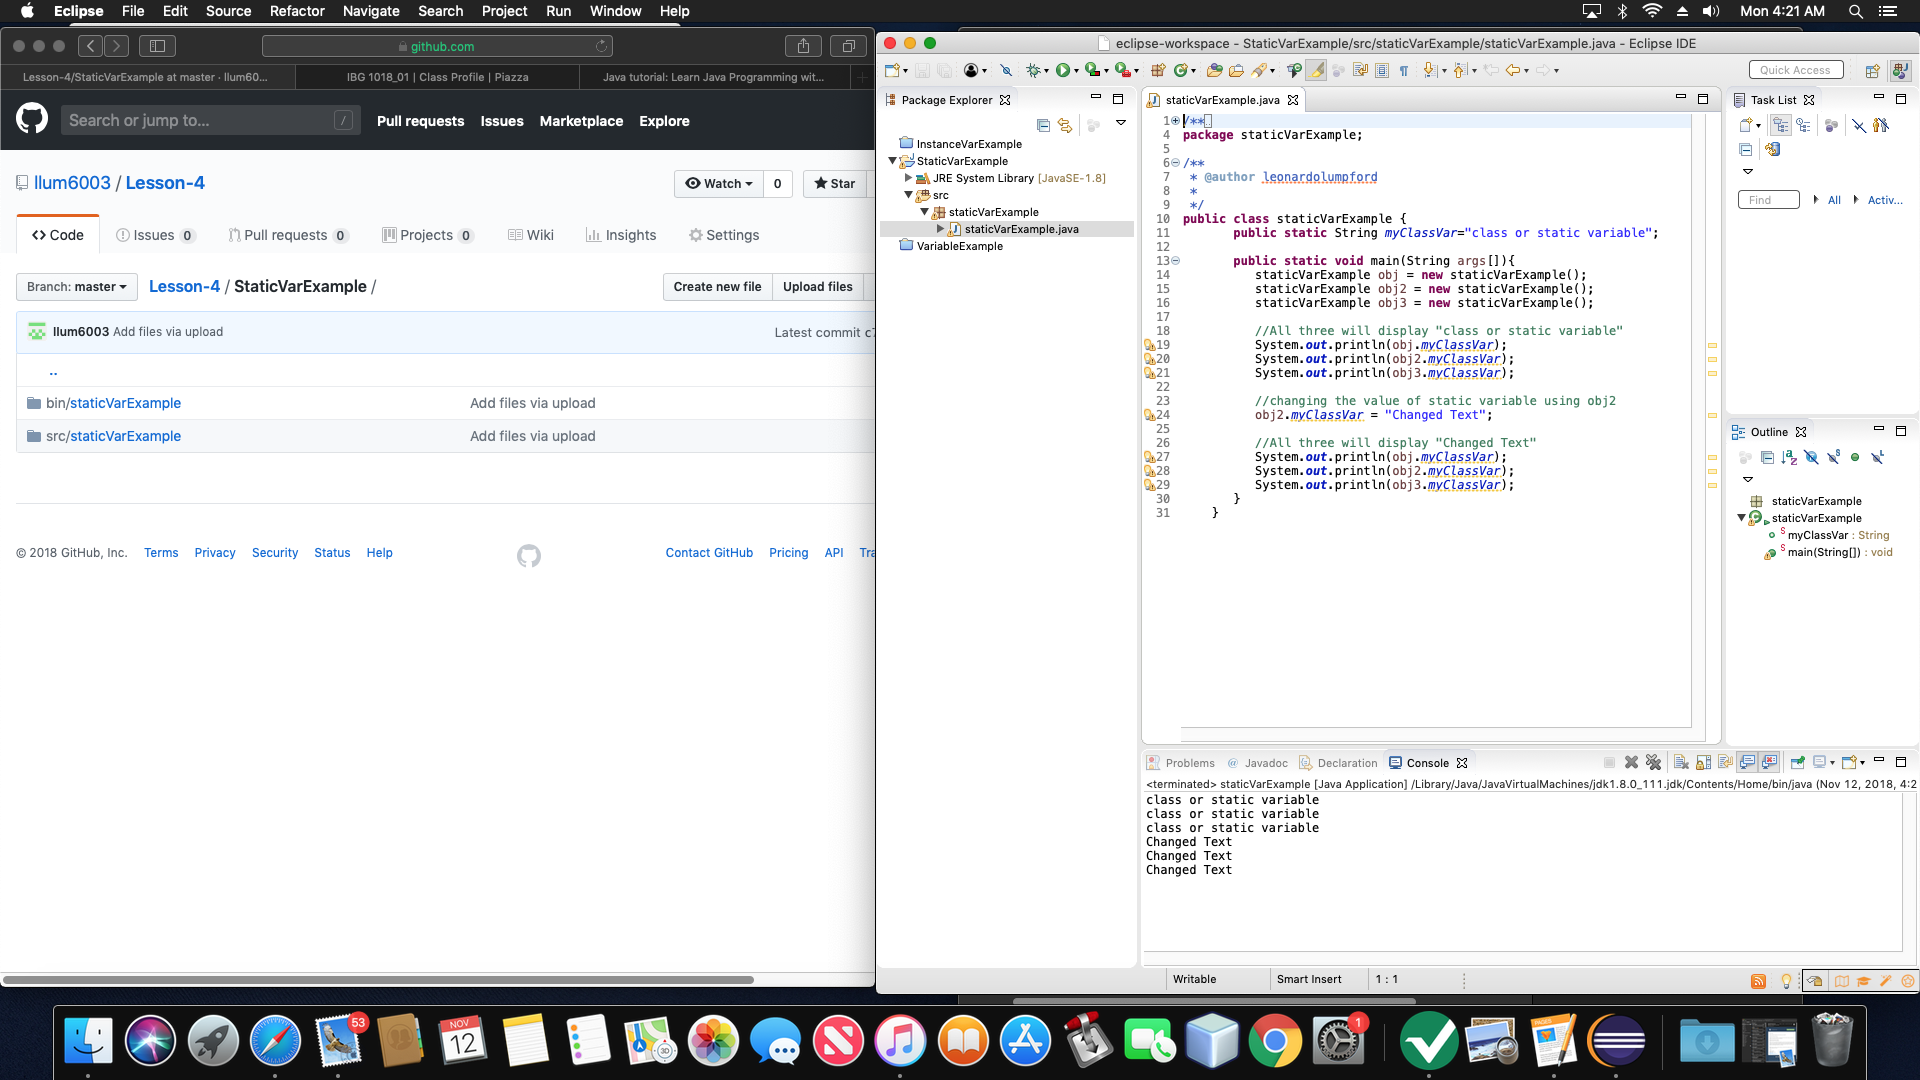 Eclipse File Edit Source Refactor Navigate Search Project Run Window Help
Mon 4:21 AM
github.com
Lesson-4/StaticVarExample at master · llum60...
IBG 1018_01 | Class Profile | Piazza
Java tutorial: Learn Java Programming wit...
Search or jump to... /
Pull requests Issues Marketplace Explore
llum6003 / Lesson-4
Watch 0 Star
Code Issues 0 Pull requests 0 Projects 0 Wiki Insights Settings
Branch: master Lesson-4 / StaticVarExample /
Create new file Upload files
llum6003 Add files via upload Latest commit c7
..
bin/staticVarExample Add files via upload
src/staticVarExample Add files via upload
© 2018 GitHub, Inc. Terms Privacy Security Status Help
Contact GitHub Pricing API Tra
eclipse-workspace - StaticVarExample/src/staticVarExample/staticVarExample.java - Eclipse IDE
Quick Access
Package Explorer
InstanceVarExample
StaticVarExample
JRE System Library [JavaSE-1.8]
src
staticVarExample
staticVarExample.java
VariableExample
staticVarExample.java
1 /**
4 package staticVarExample;
5
6 /**
7 * @author leonardolumpford
8 *
9 */
10 public class staticVarExample {
11 public static String myClassVar="class or static variable";
12
13 public static void main(String args[]){
14 staticVarExample obj = new staticVarExample();
15 staticVarExample obj2 = new staticVarExample();
16 staticVarExample obj3 = new staticVarExample();
17
18 //All three will display "class or static variable"
19 System.out.println(obj.myClassVar);
20 System.out.println(obj2.myClassVar);
21 System.out.println(obj3.myClassVar);
22
23 //changing the value of static variable using obj2
24 obj2.myClassVar = "Changed Text";
25
26 //All three will display "Changed Text"
27 System.out.println(obj.myClassVar);
28 System.out.println(obj2.myClassVar);
29 System.out.println(obj3.myClassVar);
30 }
31 }
Task List
Find All Activ...
Outline
staticVarExample
staticVarExample
myClassVar : String
main(String[]) : void
Problems @ Javadoc Declaration Console
<terminated> staticVarExample [Java Application] /Library/Java/JavaVirtualMachines/jdk1.8.0_111.jdk/Contents/Home/bin/java (Nov 12, 2018, 4:2
class or static variable
class or static variable
class or static variable
Changed Text
Changed Text
Changed Text
Writable Smart Insert 1 : 1
53
NOV
12
3D
1
PAGES